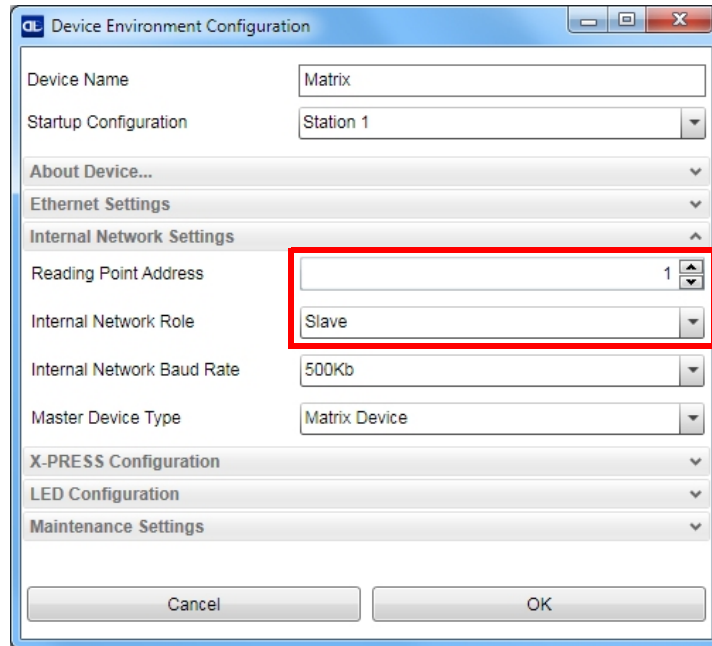 DL Device Environment Configuration
Device Name Matrix
Startup Configuration Station 1
About Device...
Ethernet Settings
Internal Network Settings
Reading Point Address 1
Internal Network Role Slave
Internal Network Baud Rate 500Kb
Master Device Type Matrix Device
X-PRESS Configuration
LED Configuration
Maintenance Settings
Cancel OK